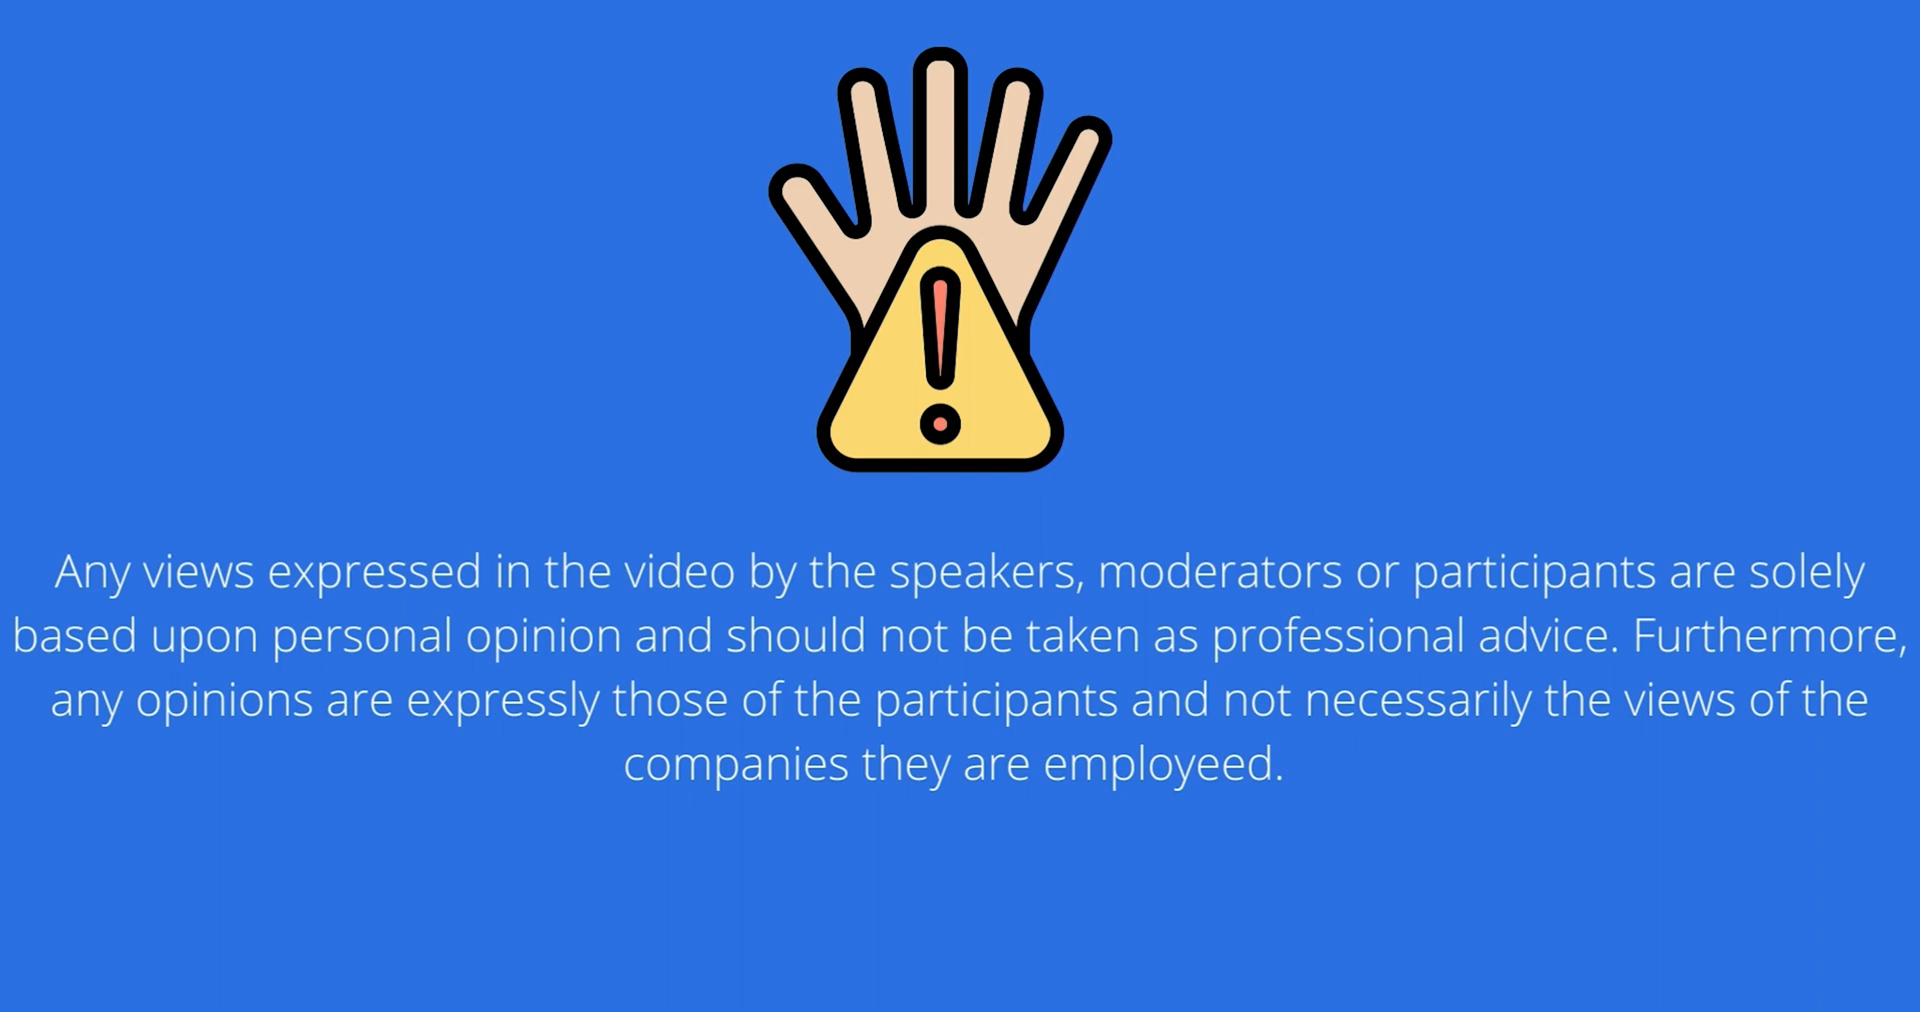 Any views expressed in the video by the speakers, moderators or participants are solely
based upon personal opinion and should not be taken as professional advice. Furthermore,
any opinions are expressly those of the participants and not necessarily the views of the
companies they are employeed.